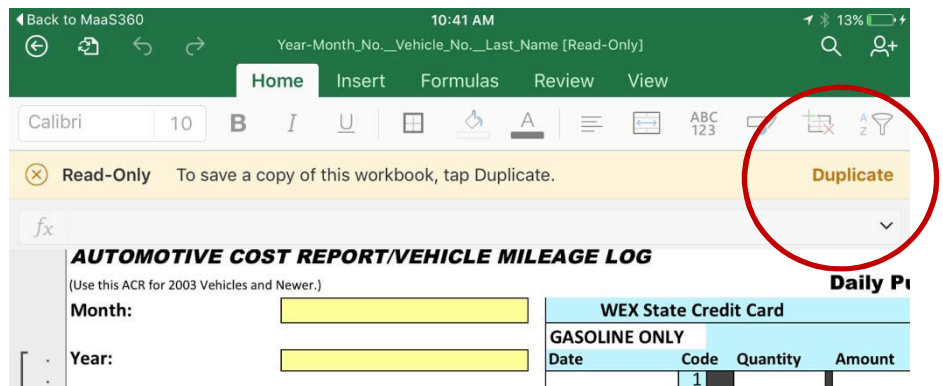 Back to MaaS360 10:41 AM 13%
Year-Month_No.__Vehicle_No.__Last_Name [Read-Only]
Home Insert Formulas Review View
Calibri 10 B I U A ABC 123 A Z
Read-Only To save a copy of this workbook, tap Duplicate. Duplicate
fx
AUTOMOTIVE COST REPORT/VEHICLE MILEAGE LOG
(Use this ACR for 2003 Vehicles and Newer.) Daily Pu
Month: WEX State Credit Card
GASOLINE ONLY
Year: Date Code Quantity Amount
1